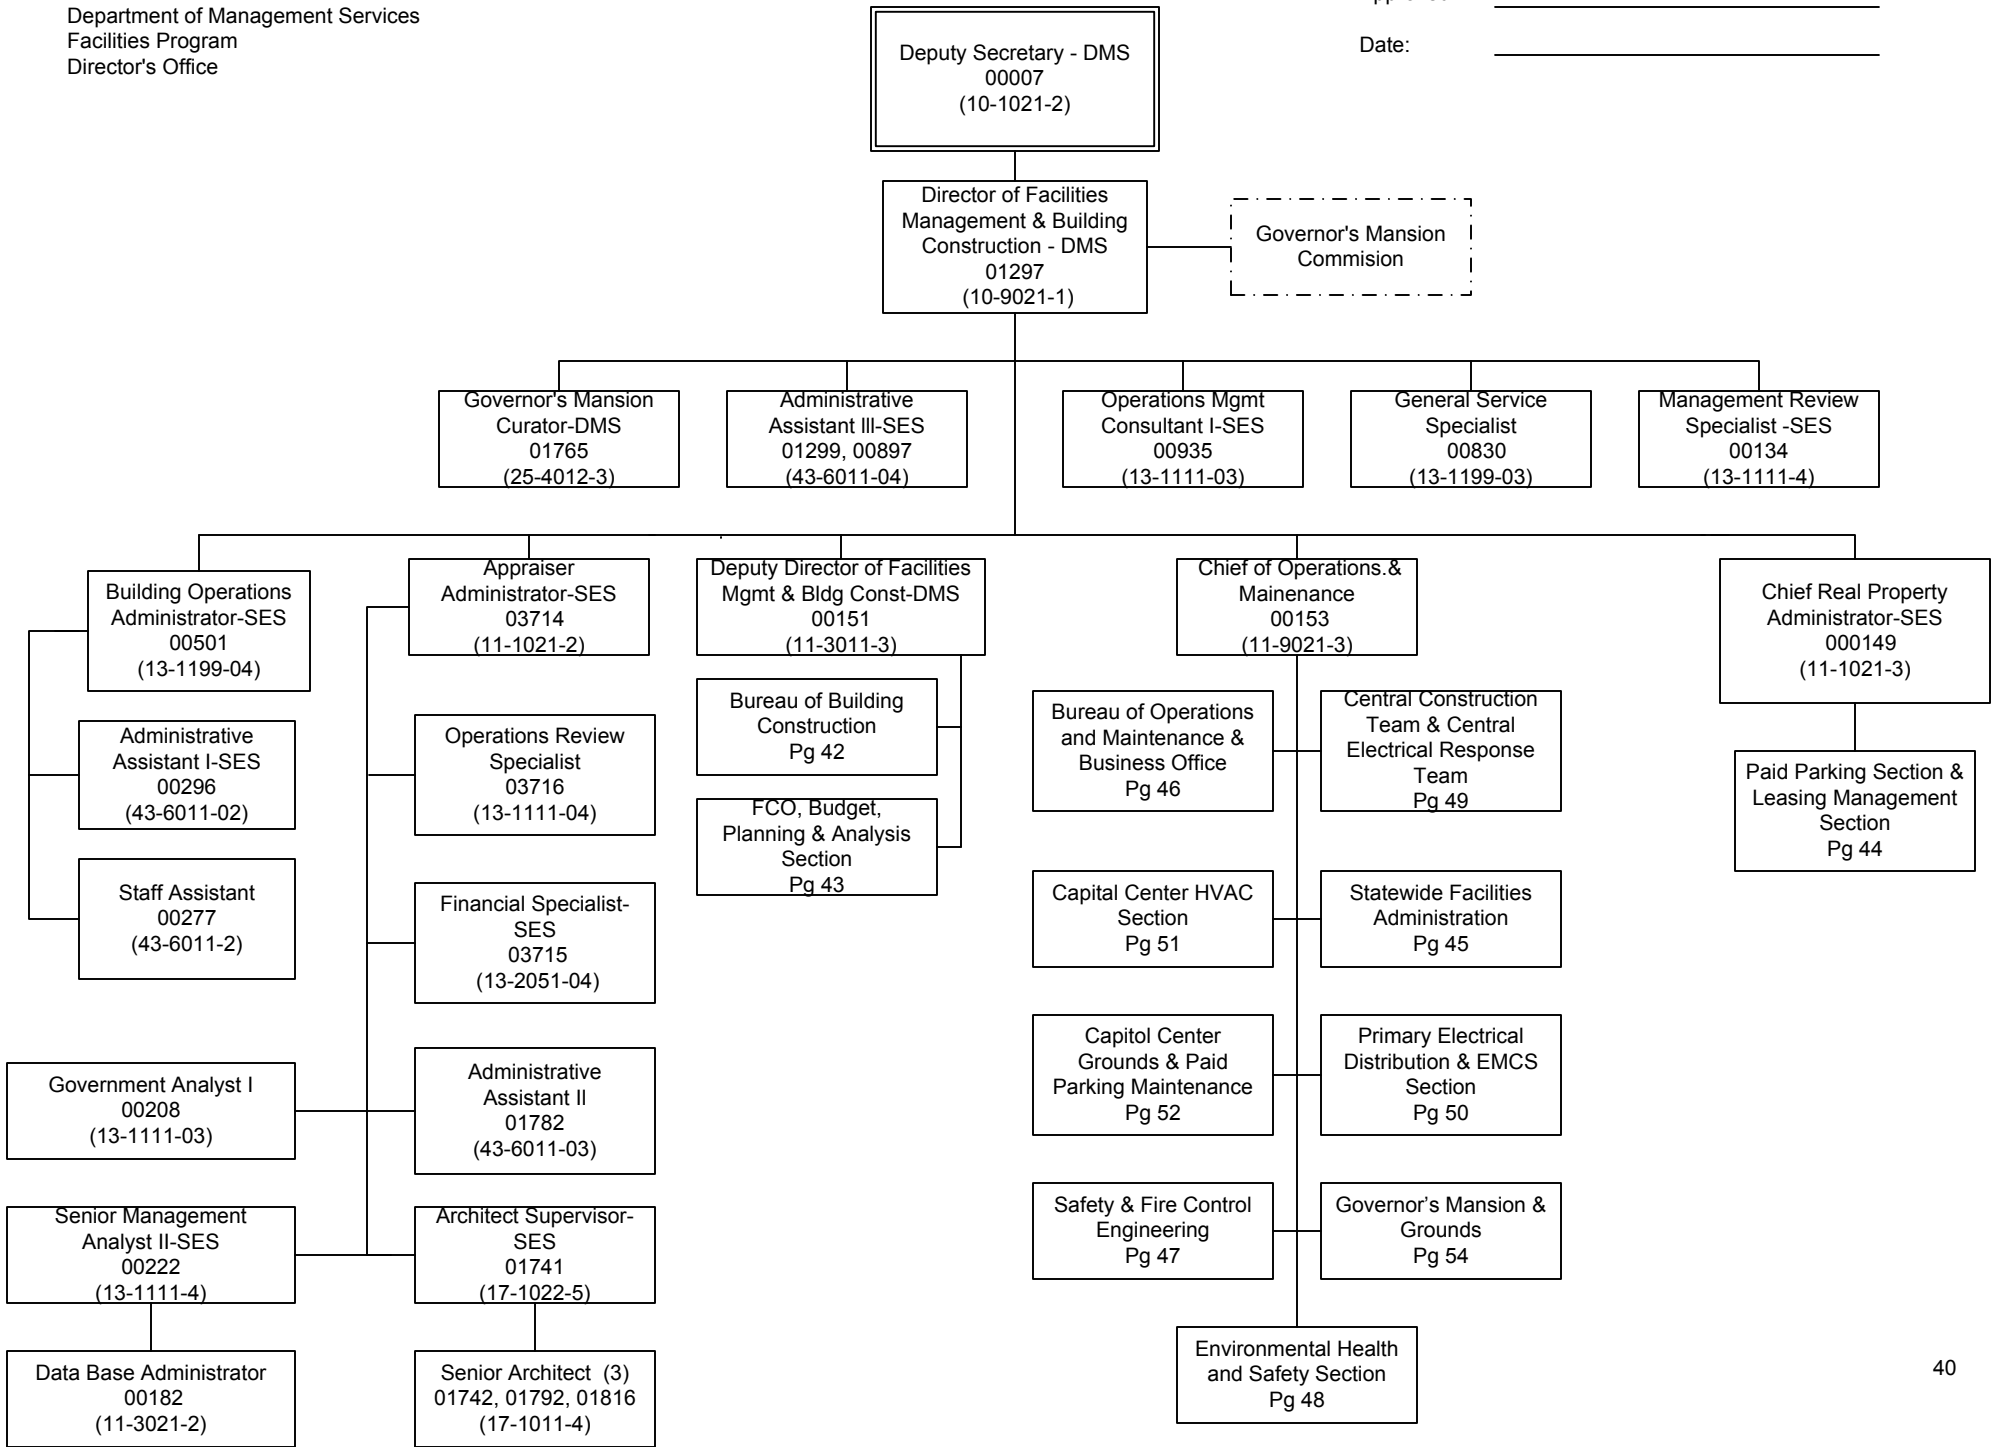 Department of Management Services
Facilities Program
Director's Office
Date:
Deputy Secretary - DMS
00007
(10-1021-2)
Director of Facilities
Management & Building
Construction - DMS
01297
(10-9021-1)
Governor's Mansion
Commision
Governor's Mansion
Curator-DMS
01765
(25-4012-3)
Administrative
Assistant III-SES
01299, 00897
(43-6011-04)
Operations Mgmt
Consultant I-SES
00935
(13-1111-03)
General Service
Specialist
00830
(13-1199-03)
Management Review
Specialist -SES
00134
(13-1111-4)
Building Operations
Administrator-SES
00501
(13-1199-04)
Administrative
Assistant I-SES
00296
(43-6011-02)
Staff Assistant
00277
(43-6011-2)
Appraiser
Administrator-SES
03714
(11-1021-2)
Operations Review
Specialist
03716
(13-1111-04)
Financial Specialist-
SES
03715
(13-2051-04)
Government Analyst I
00208
(13-1111-03)
Administrative
Assistant II
01782
(43-6011-03)
Senior Management
Analyst II-SES
00222
(13-1111-4)
Architect Supervisor-
SES
01741
(17-1022-5)
Data Base Administrator
00182
(11-3021-2)
Senior Architect (3)
01742, 01792, 01816
(17-1011-4)
Deputy Director of Facilities
Mgmt & Bldg Const-DMS
00151
(11-3011-3)
Bureau of Building
Construction
Pg 42
FCO, Budget,
Planning & Analysis
Section
Pg 43
Chief of Operations.&
Mainenance
00153
(11-9021-3)
Bureau of Operations
and Maintenance &
Business Office
Pg 46
Central Construction
Team & Central
Electrical Response
Team
Pg 49
Capital Center HVAC
Section
Pg 51
Statewide Facilities
Administration
Pg 45
Capitol Center
Grounds & Paid
Parking Maintenance
Pg 52
Primary Electrical
Distribution & EMCS
Section
Pg 50
Safety & Fire Control
Engineering
Pg 47
Governor’s Mansion &
Grounds
Pg 54
Environmental Health
and Safety Section
Pg 48
Chief Real Property
Administrator-SES
000149
(11-1021-3)
Paid Parking Section &
Leasing Management
Section
Pg 44
40